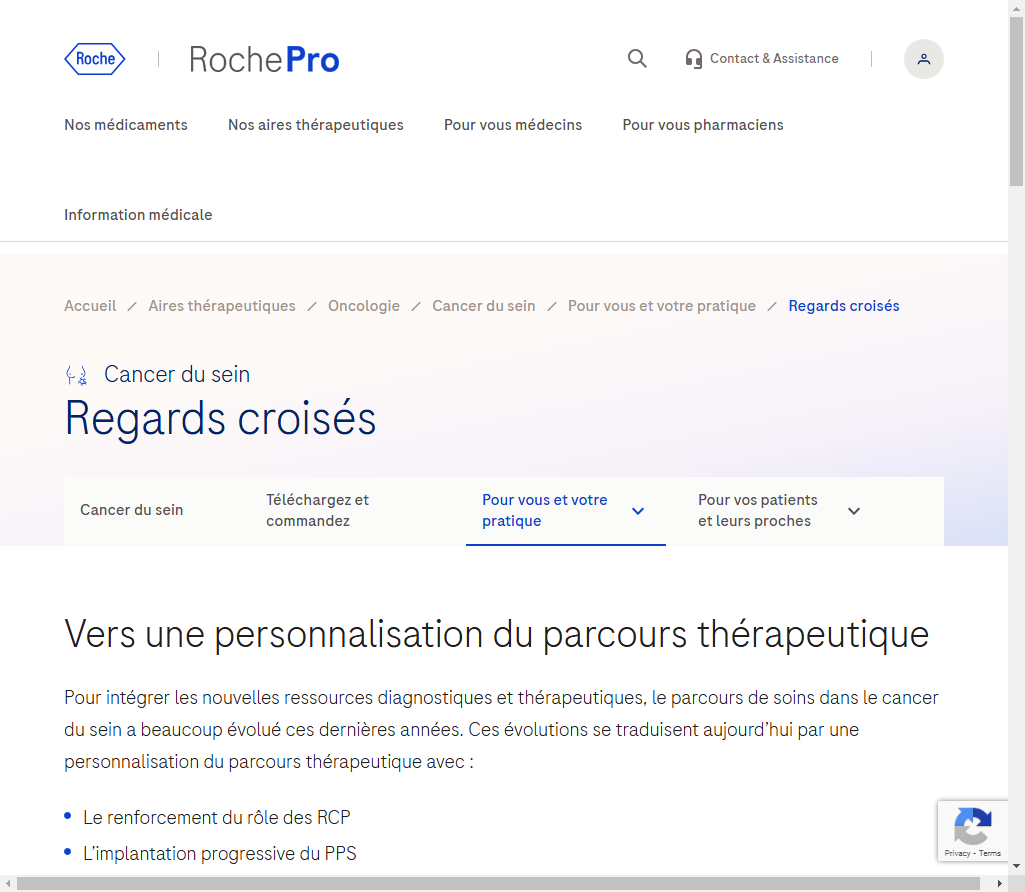 Roche
RochePro
Contact & Assistance
Nos médicaments
Nos aires thérapeutiques
Pour vous médecins
Pour vous pharmaciens
Information médicale
Accueil / Aires thérapeutiques / Oncologie / Cancer du sein / Pour vous et votre pratique / Regards croisés
Cancer du sein
Regards croisés
Cancer du sein
Téléchargez et
commandez
Pour vous et votre
pratique
Pour vos patients
et leurs proches
Vers une personnalisation du parcours thérapeutique
Pour intégrer les nouvelles ressources diagnostiques et thérapeutiques, le parcours de soins dans le cancer
du sein a beaucoup évolué ces dernières années. Ces évolutions se traduisent aujourd’hui par une
personnalisation du parcours thérapeutique avec :
• Le renforcement du rôle des RCP
• L’implantation progressive du PPS
Privacy - Terms